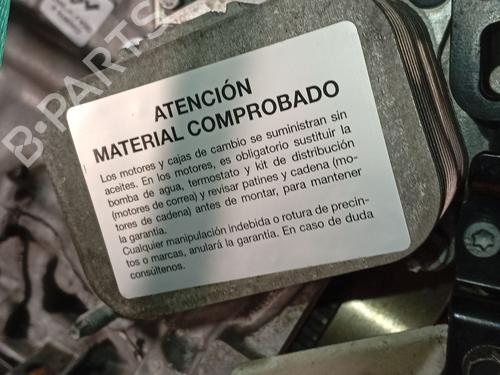 B-PARTS
ATENCIÓN
MATERIAL COMPROBADO
Los motores y cajas de cambio se suministran sin
aceites. En los motores, es obligatorio sustituir la
bomba de agua, termostato y kit de distribución
(motores de correa) y revisar patines y cadena (mo-
tores de cadena) antes de montar, para mantener
la garantía.
Cualquier manipulación indebida o rotura de precin-
tos o marcas, anulará la garantía. En caso de duda
consúltenos.